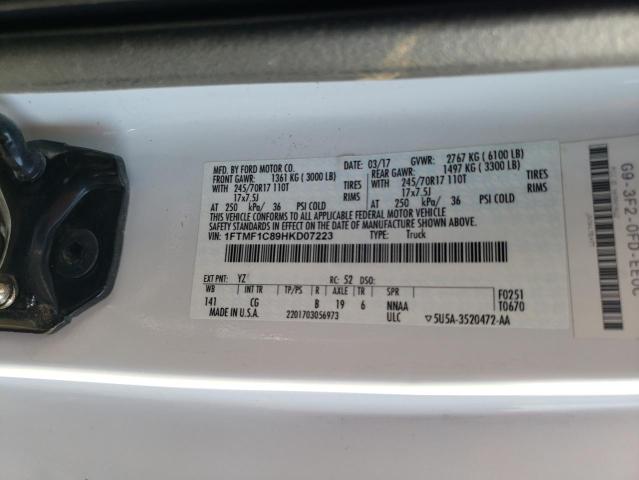 MFD. BY FORD MOTOR CO.
DATE: 03/17 GVWR: 2767 KG ( 6100 LB)
FRONT GAWR: 1361 KG ( 3000 LB)
REAR GAWR: 1497 KG ( 3300 LB)
WITH 245/70R17 110T TIRES
WITH 245/70R17 110T TIRES
17x7.5J RIMS
17x7.5J RIMS
AT 250 kPa/ 36 PSI COLD
AT 250 kPa/ 36 PSI COLD
THIS VEHICLE CONFORMS TO ALL APPLICABLE FEDERAL MOTOR VEHICLE
SAFETY STANDARDS IN EFFECT ON THE DATE OF MANUFACTURE SHOWN ABOVE.
VIN: 1FTMF1C89HKD07223 TYPE: Truck
EXT PNT: YZ RC: 52 DSO:
WB INT TR TP/PS R AXLE TR SPR
141 CG B 19 6 NNAA F0251
T0670
MADE IN U.S.A. 2201703056973 ULC ▽5U5A-3520472-AA